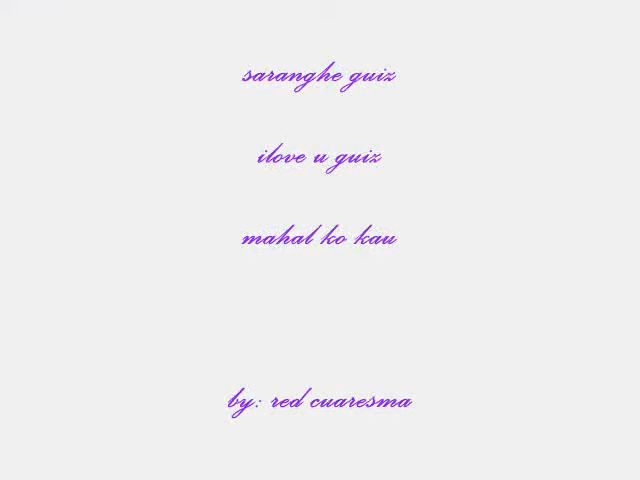 saranghe guiz
ilove u guiz
mahal ko kau
by: red cuaresma